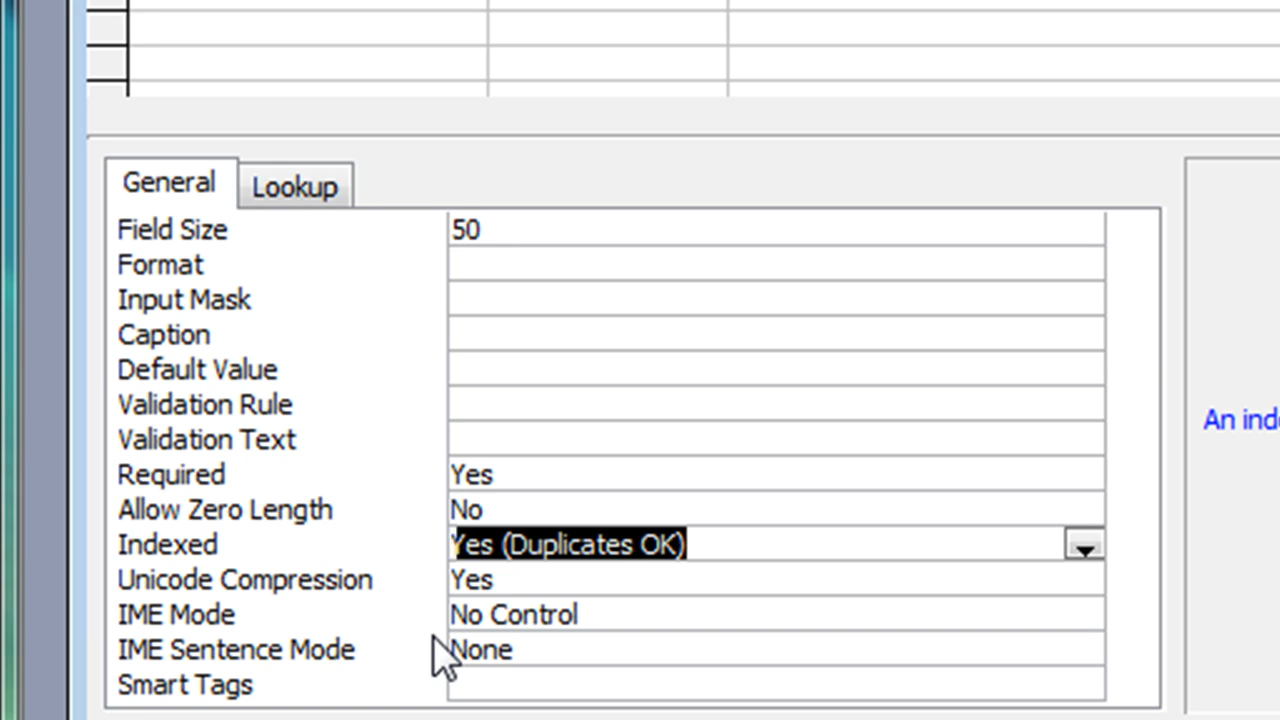 General Lookup
Field Size 50
Format
Input Mask
Caption
Default Value
Validation Rule
Validation Text
An
Required Yes
Allow Zero Length No
Indexed Yes (Duplicates OK)
Unicode Compression Yes
IME Mode No Control
IME Sentence Mode None
Smart Tags